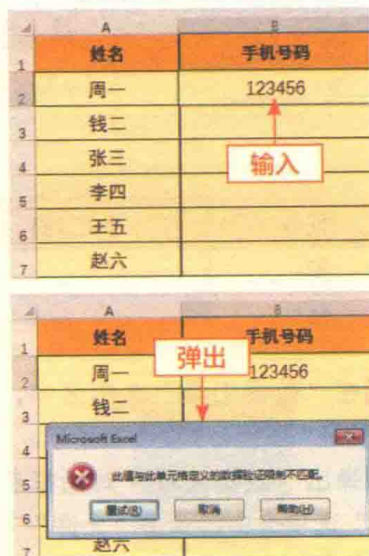 A B
1 姓名 手机号码
2 周一 123456
3 钱二
输入
4 张三
5 李四
6 王五
7 赵六
A B
1 姓名 手机号码
弹出
2 周一 123456
3 钱二
4
Microsoft Excel
5 此值与此单元格定义的数据验证限制不匹配。
6 重试(R) 取消 帮助(H)
7 赵六